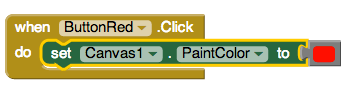 when ButtonRed .Click
do set Canvas1 . PaintColor to